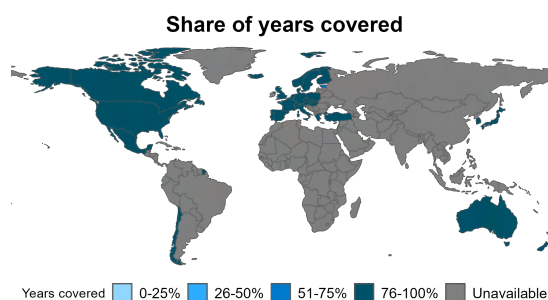 Share of years covered
Years covered 0-25% 26-50% 51-75% 76-100% Unavailable